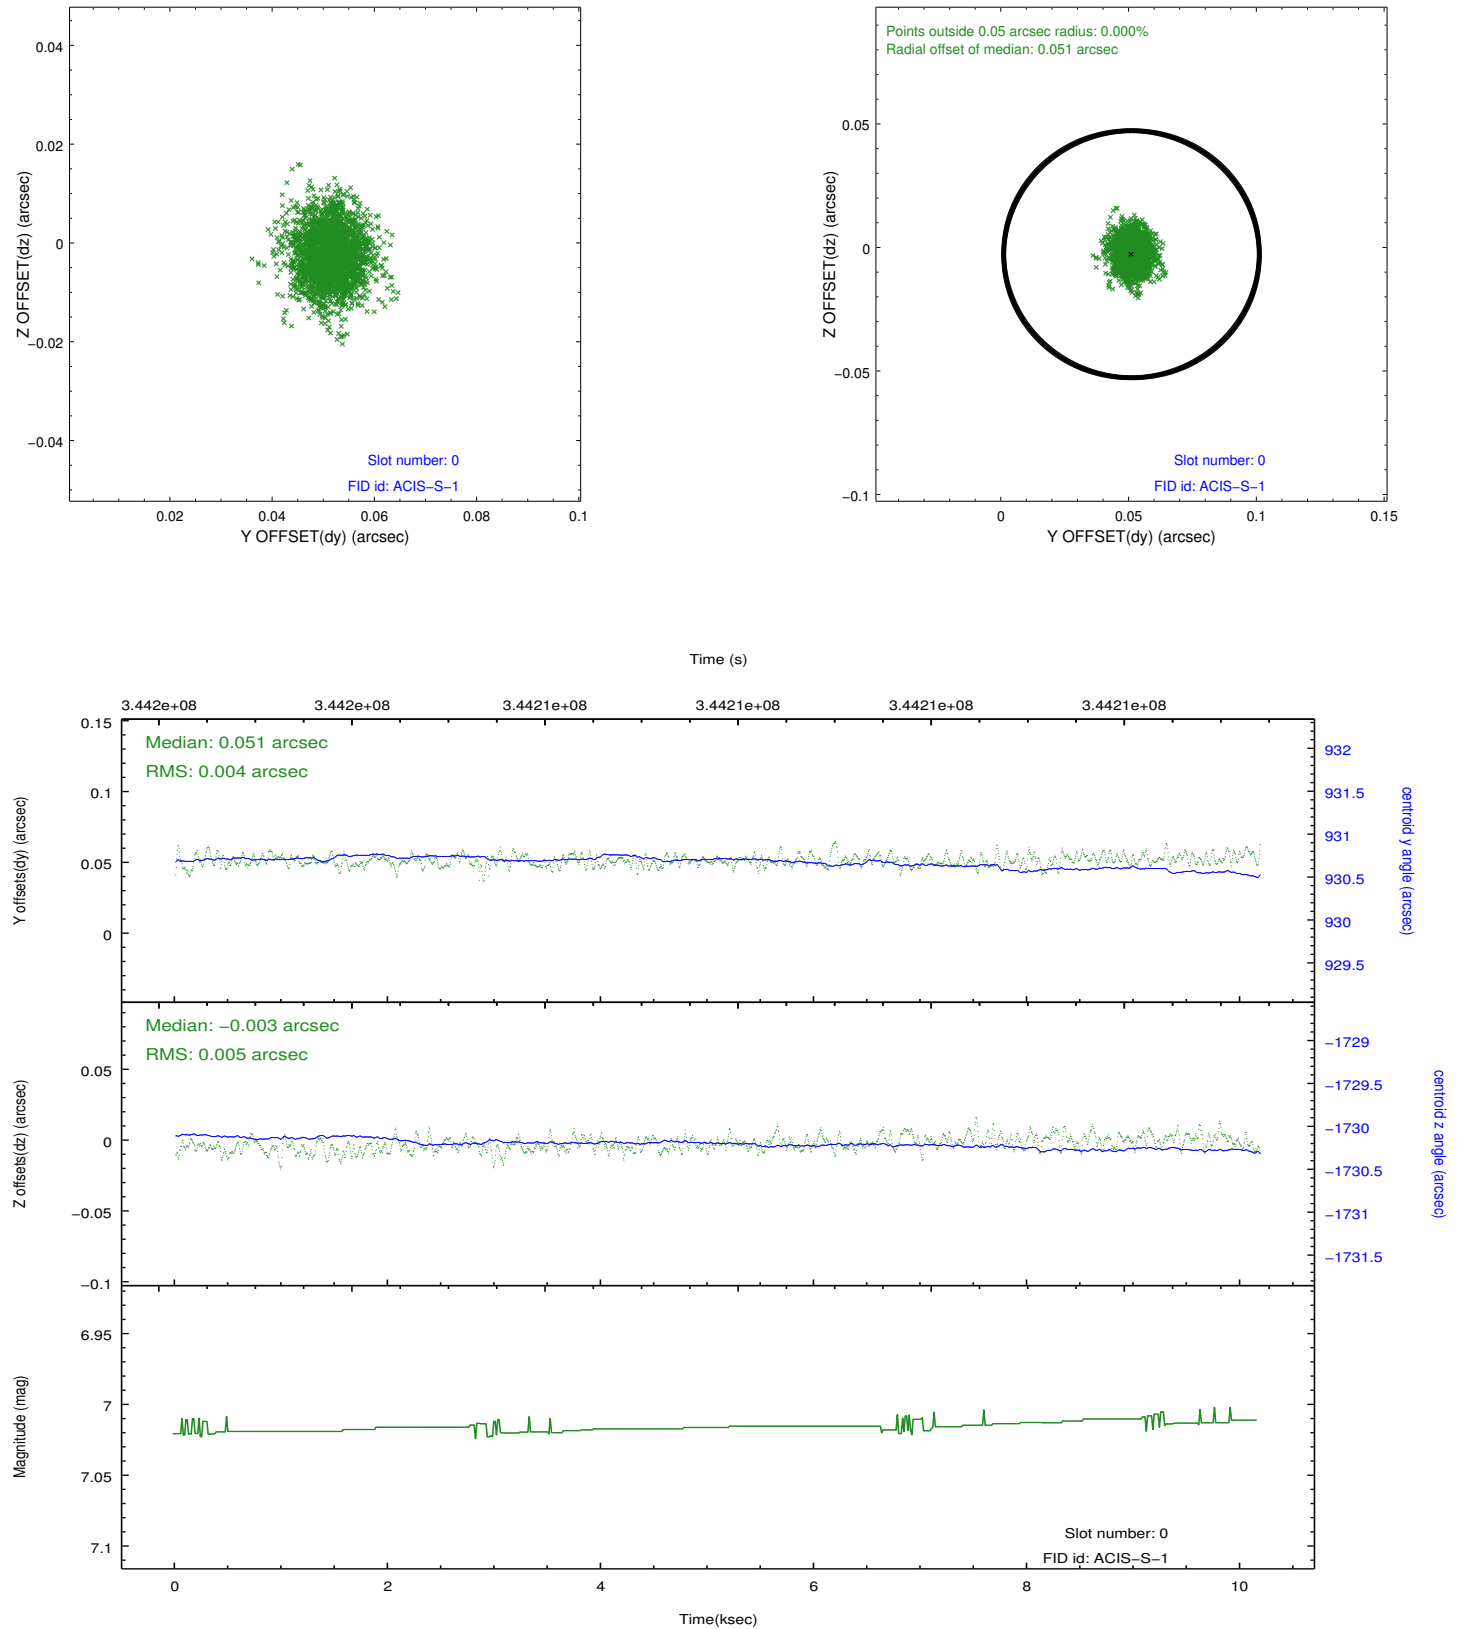 0.04
0.02
0
−0.02
−0.04
Z OFFSET(dz) (arcsec)
Slot number: 0
FID id: ACIS−S−1
0.02
0.04
0.06
0.08
0.1
Y OFFSET(dy) (arcsec)
Points outside 0.05 arcsec radius: 0.000%
Radial offset of median: 0.051 arcsec
0.05
0
−0.05
−0.1
Z OFFSET(dz) (arcsec)
Slot number: 0
FID id: ACIS−S−1
0
0.05
0.1
0.15
Y OFFSET(dy) (arcsec)
Time (s)
3.442e+08
3.442e+08
3.4421e+08
3.4421e+08
3.4421e+08
3.4421e+08
Median: 0.051 arcsec
RMS: 0.004 arcsec
0.15
0.1
0.05
0
Y offsets(dy) (arcsec)
932
931.5
931
930.5
930
929.5
centroid y angle (arcsec)
Median: −0.003 arcsec
RMS: 0.005 arcsec
0.05
0
−0.05
−0.1
Z offsets(dz) (arcsec)
−1729
−1729.5
−1730
−1730.5
−1731
−1731.5
centroid z angle (arcsec)
6.95
7
7.05
7.1
Magnitude (mag)
Slot number: 0
FID id: ACIS−S−1
0
2
4
6
8
10
Time(ksec)